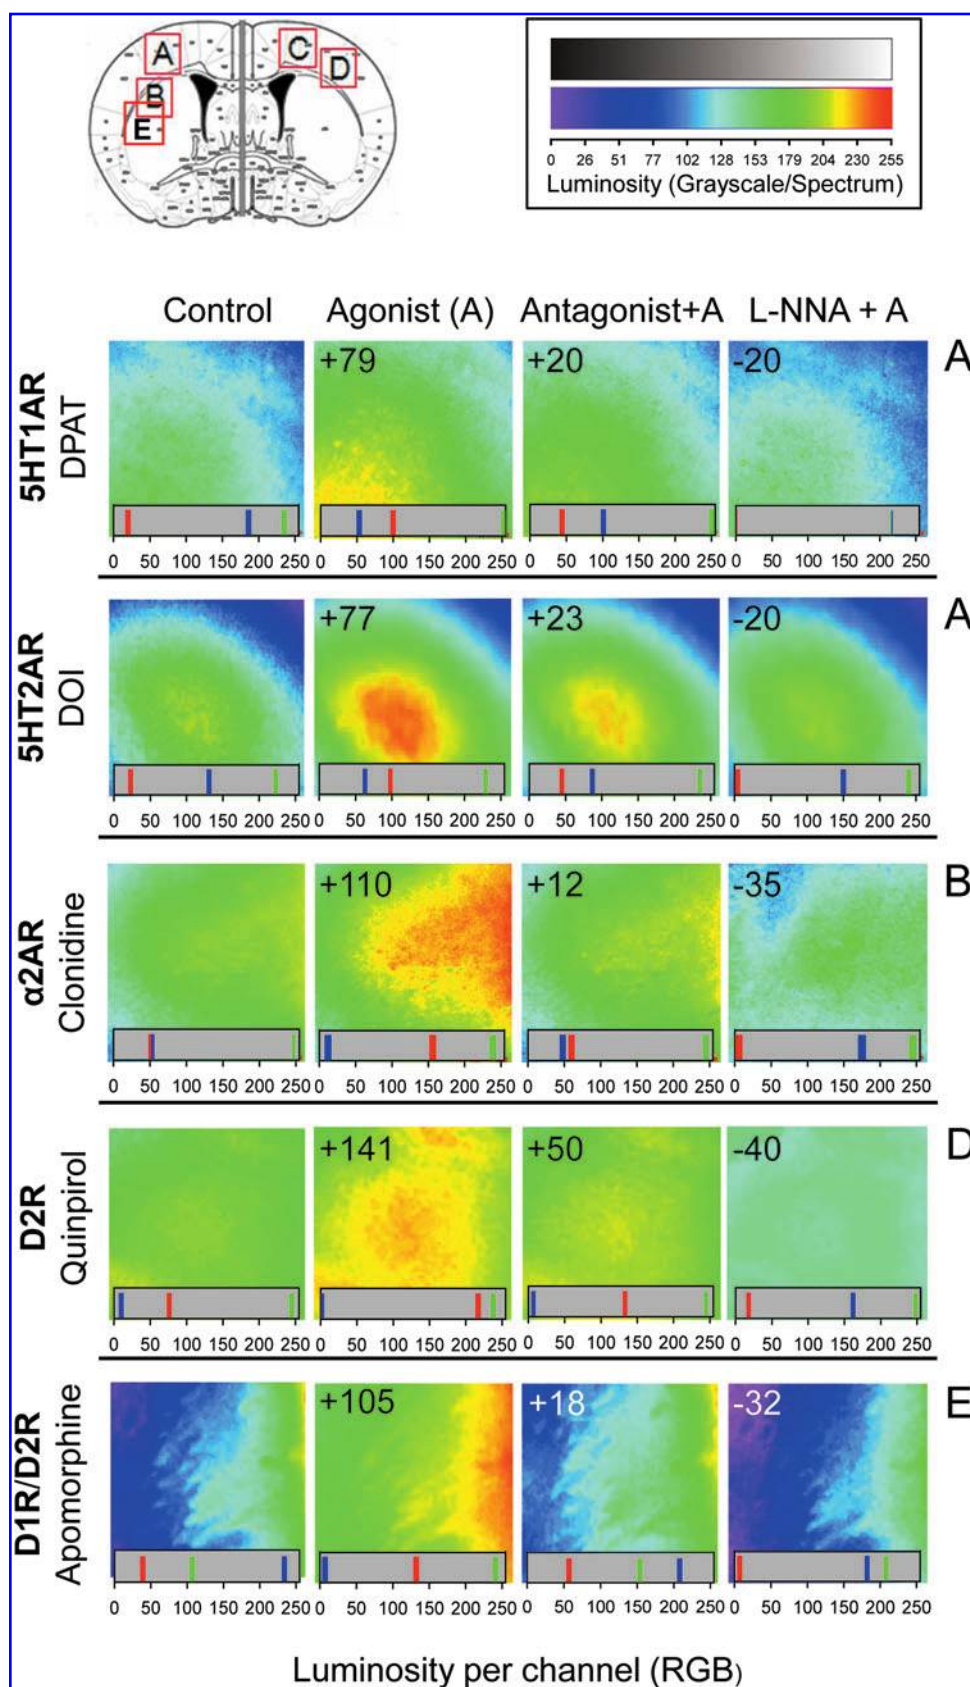 A
B
E
C
D
0 26 51 77 102 128 153 179 204 230 255
Luminosity (Grayscale/Spectrum)
Control Agonist (A) Antagonist+A L-NNA + A
5HT1AR
DPAT
+79 +20 -20 A
0 50 100 150 200 250 0 50 100 150 200 250 0 50 100 150 200 250 0 50 100 150 200 250
5HT2AR
DOI
+77 +23 -20 A
0 50 100 150 200 250 0 50 100 150 200 250 0 50 100 150 200 250 0 50 100 150 200 250
α2AR
Clonidine
+110 +12 -35 B
0 50 100 150 200 250 0 50 100 150 200 250 0 50 100 150 200 250 0 50 100 150 200 250
D2R
Quinpirol
+141 +50 -40 D
0 50 100 150 200 250 0 50 100 150 200 250 0 50 100 150 200 250 0 50 100 150 200 250
D1R/D2R
Apomorphine
+105 +18 -32 E
0 50 100 150 200 250 0 50 100 150 200 250 0 50 100 150 200 250 0 50 100 150 200 250
Luminosity per channel (RGB)